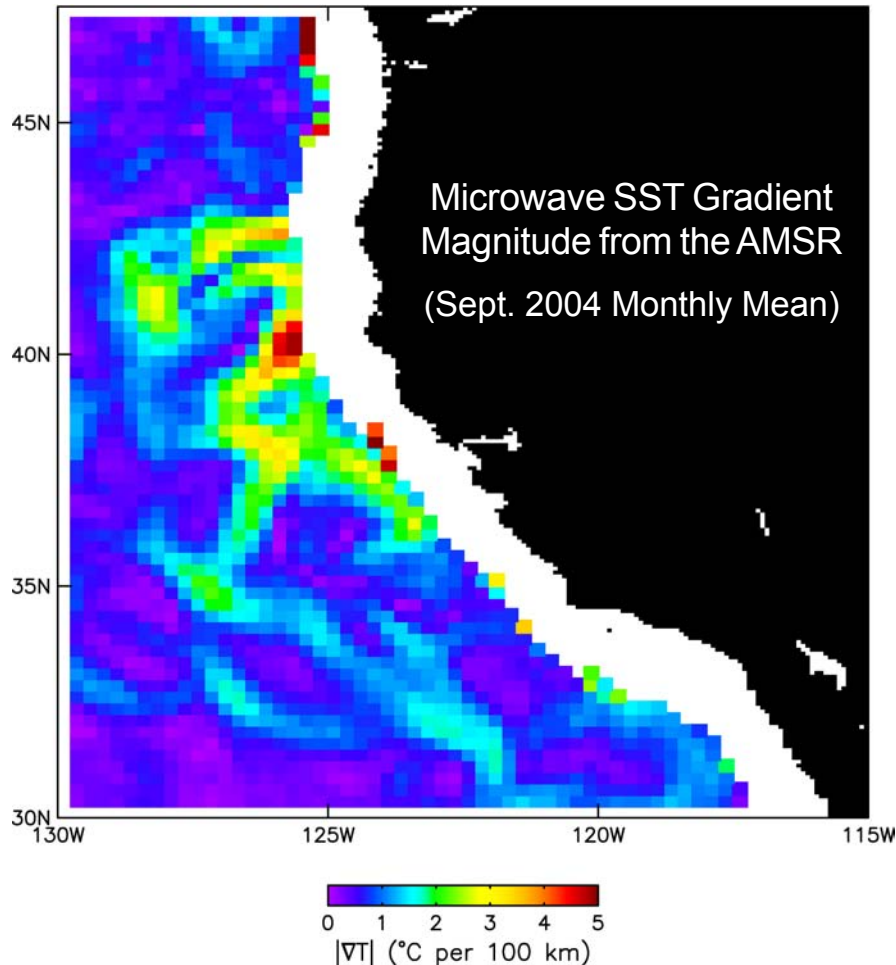 45N
Microwave SST Gradient
Magnitude from the AMSR
(Sept. 2004 Monthly Mean)
40N
35N
30N
130W 125W 120W 115W
0 1 2 3 4 5
|∇T| (°C per 100 km)